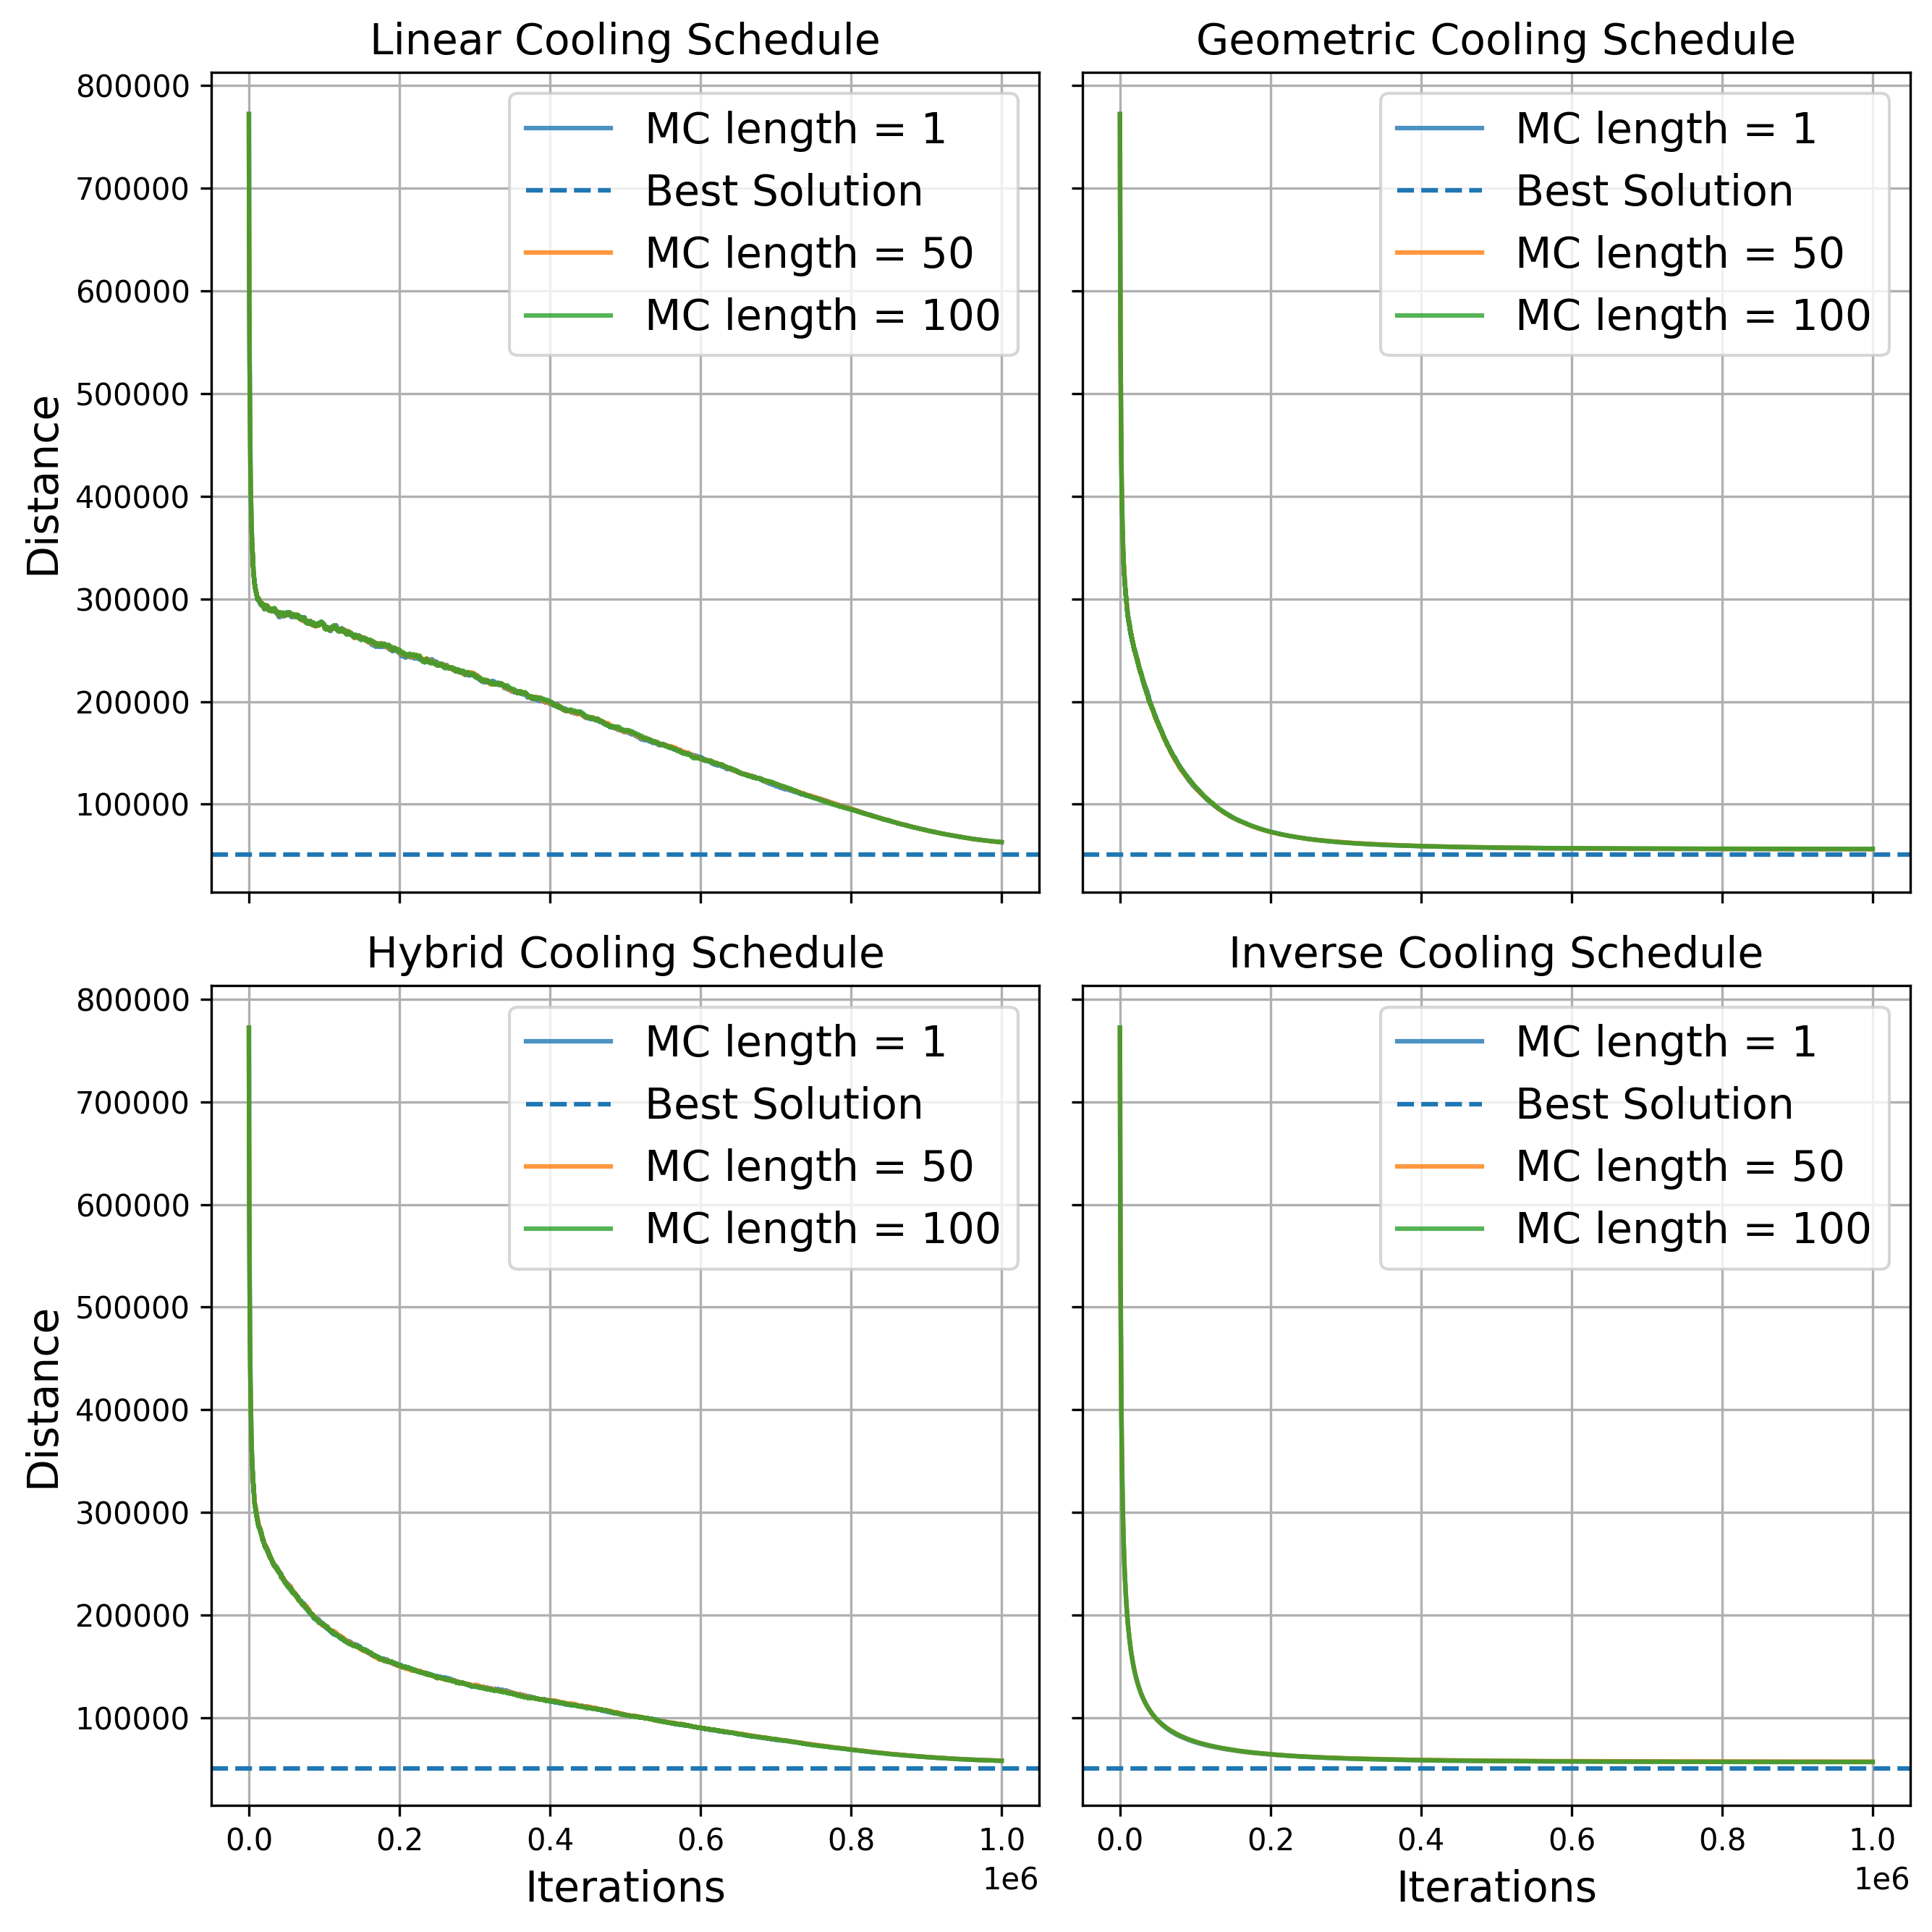 Linear Cooling Schedule
800000
700000
600000
500000
400000
300000
200000
100000
Distance
MC length = 1
Best Solution
MC length = 50
MC length = 100
Geometric Cooling Schedule
MC length = 1
Best Solution
MC length = 50
MC length = 100
Hybrid Cooling Schedule
800000
700000
600000
500000
400000
300000
200000
100000
Distance
MC length = 1
Best Solution
MC length = 50
MC length = 100
0.0 0.2 0.4 0.6 0.8 1.0
1e6
Iterations
Inverse Cooling Schedule
MC length = 1
Best Solution
MC length = 50
MC length = 100
0.0 0.2 0.4 0.6 0.8 1.0
1e6
Iterations